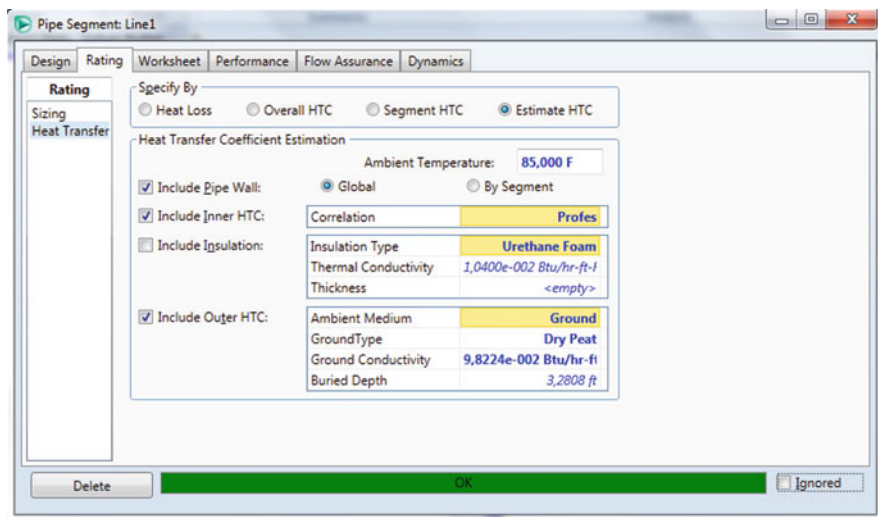 Pipe Segment: Line1
Design Rating Worksheet Performance Flow Assurance Dynamics
Rating
Sizing
Heat Transfer
Specify By
Heat Loss Overall HTC Segment HTC Estimate HTC
Heat Transfer Coefficient Estimation
Ambient Temperature: 85,000 F
Include Pipe Wall: Global By Segment
Include Inner HTC: Correlation Profes
Include Insulation: Insulation Type Urethane Foam
Thermal Conductivity 1,0400e-002 Btu/hr-ft-F
Thickness <empty>
Include Outer HTC: Ambient Medium Ground
GroundType Dry Peat
Ground Conductivity 9,8224e-002 Btu/hr-ft
Buried Depth 3,2808 ft
Delete OK Ignored